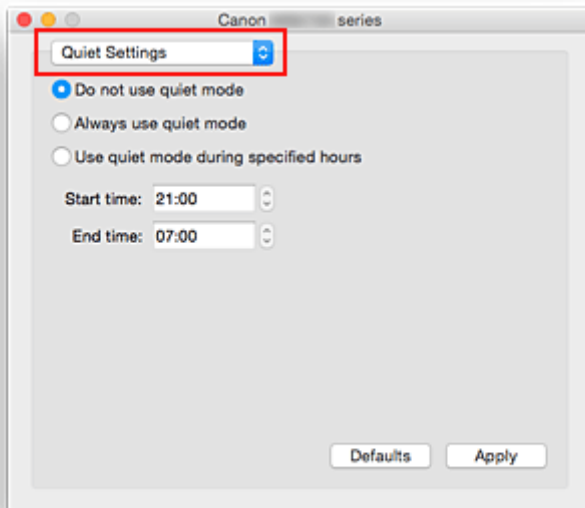 Canon series
Quiet Settings
Do not use quiet mode
Always use quiet mode
Use quiet mode during specified hours
Start time: 21:00
End time: 07:00
Defaults Apply